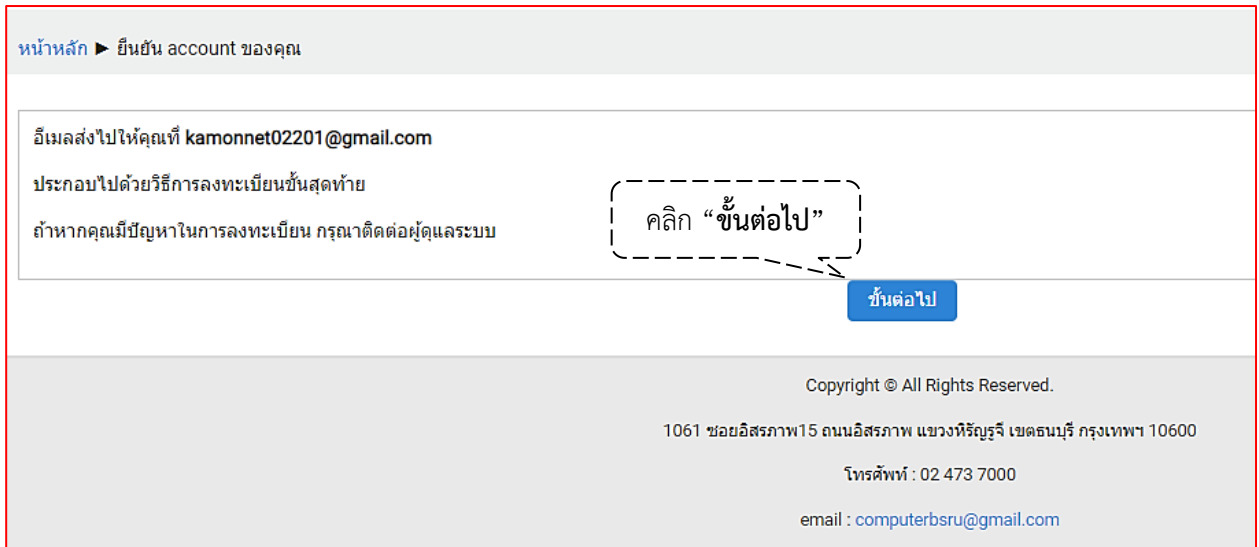 หน้าหลัก ► ยืนยัน account ของคุณ
อีเมลส่งไปให้คุณที่ kamonnet02201@gmail.com
ประกอบไปด้วยวิธีการลงทะเบียนขั้นสุดท้าย
ถ้าหากคุณมีปัญหาในการลงทะเบียน กรุณาติดต่อผู้ดูแลระบบ
คลิก “ขั้นต่อไป”
ขั้นต่อไป
Copyright © All Rights Reserved.
1061 ซอยอิสรภาพ15 ถนนอิสรภาพ แขวงหิรัญรูจี เขตธนบุรี กรุงเทพฯ 10600
โทรศัพท์ : 02 473 7000
email : computerbsru@gmail.com